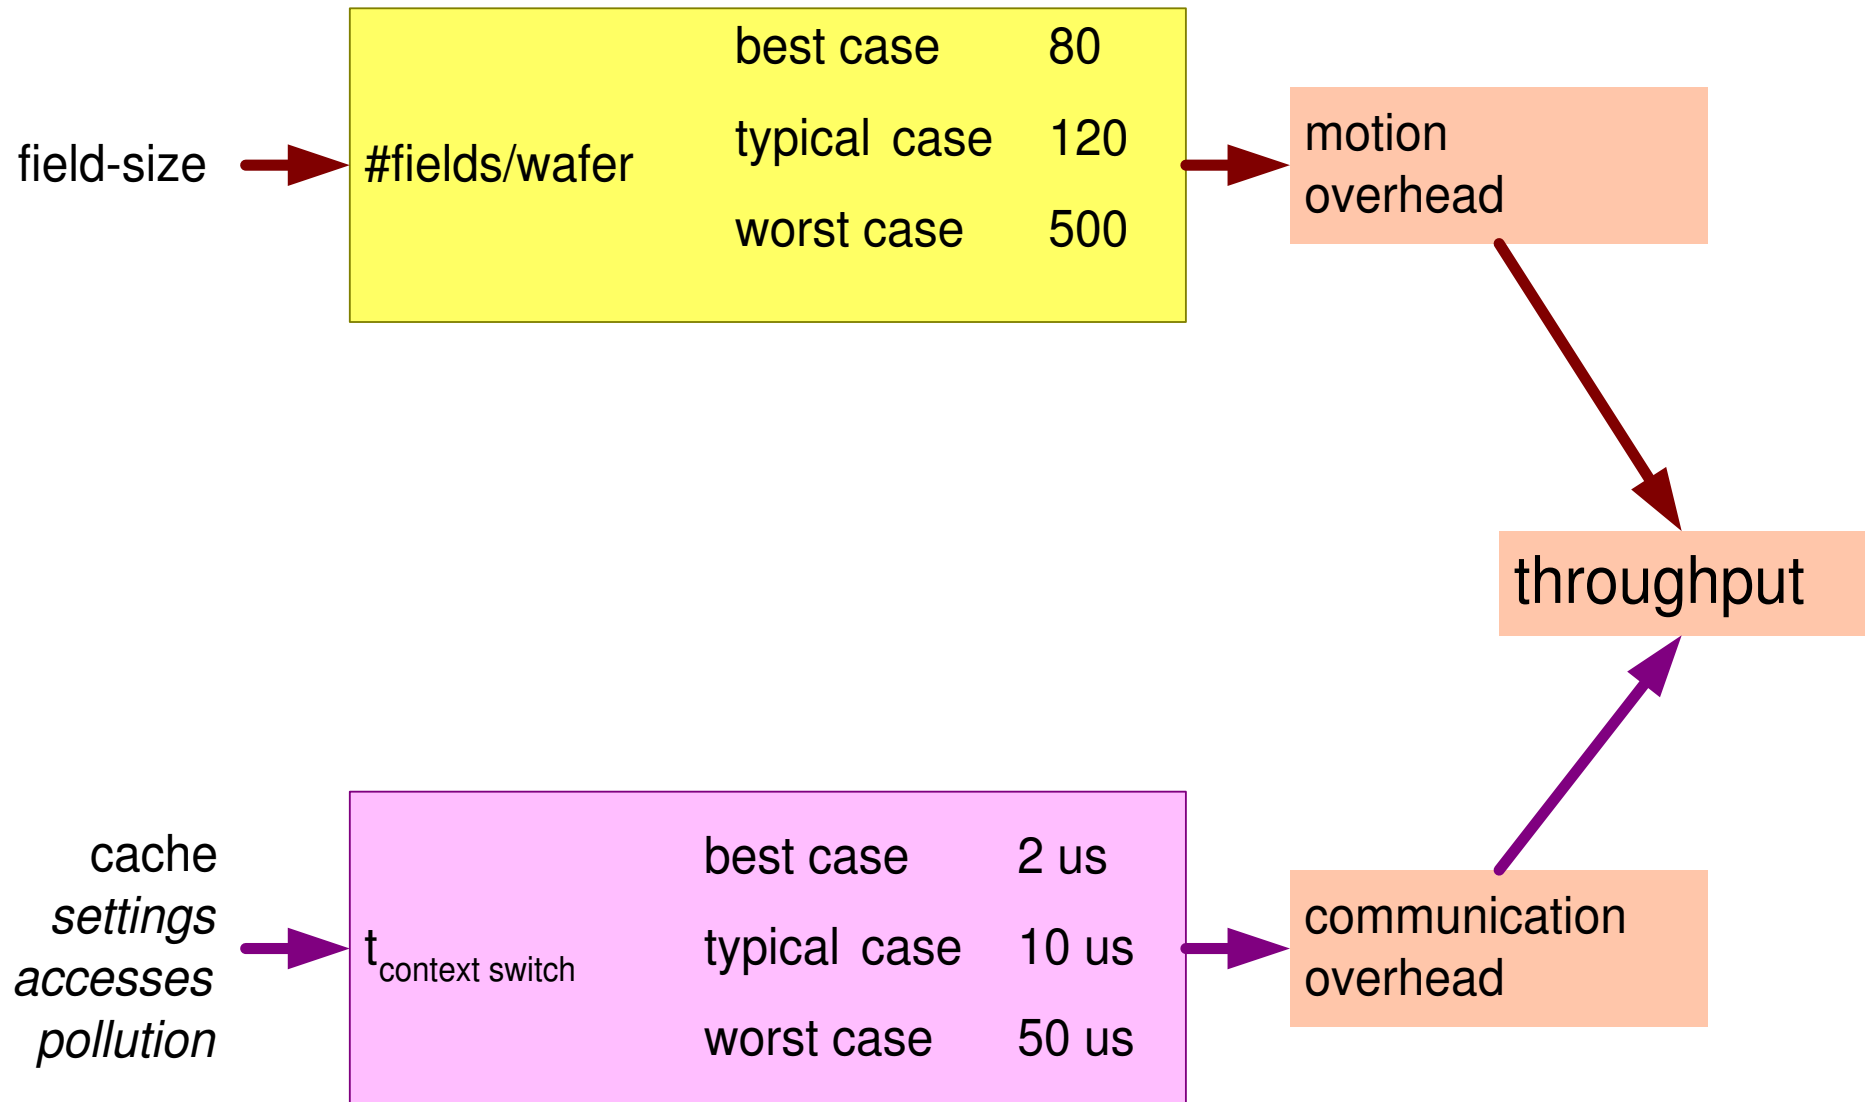 field-size
#fields/wafer
best case 80
typical case 120
worst case 500
motion
overhead
throughput
cache
settings
accesses
pollution
t context switch
best case 2 us
typical case 10 us
worst case 50 us
communication
overhead